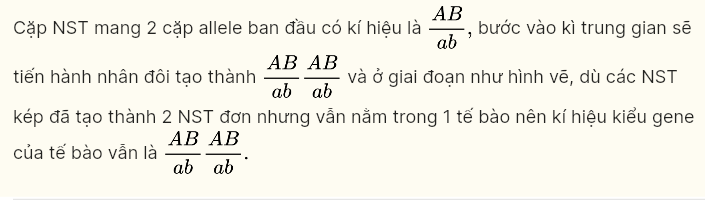 Cặp NST mang 2 cặp allele ban đầu có kí hiệu là $\frac{AB}{ab}$, bước vào kì trung gian sẽ
tiến hành nhân đôi tạo thành $\frac{AB}{ab}\frac{AB}{ab}$ và ở giai đoạn như hình vẽ, dù các NST
kép đã tạo thành 2 NST đơn nhưng vẫn nằm trong 1 tế bào nên kí hiệu kiểu gene
của tế bào vẫn là $\frac{AB}{ab}\frac{AB}{ab}$.